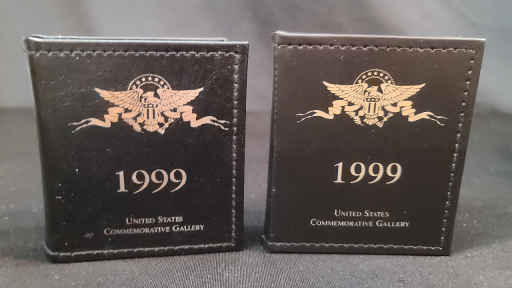 1999
United States
Commemorative Gallery
1999
United States
Commemorative Gallery